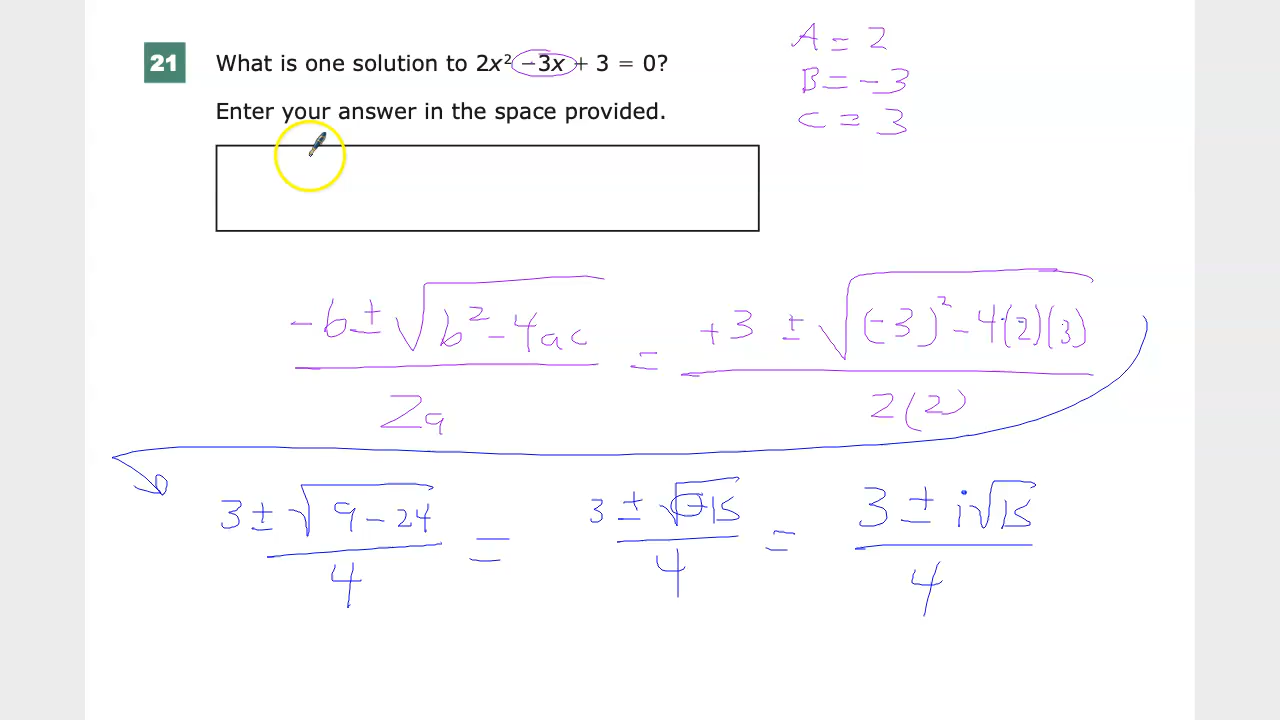 21 What is one solution to 2x² −3x + 3 = 0?
Enter your answer in the space provided.
A = 2
B = -3
C = 3
-b ± √(b² - 4ac) / 2a = +3 ± √((-3)² - 4·(2)(3)) / 2(2)
3 ± √(9 - 24) / 4 = 3 ± √(-15) / 4 = 3 ± i√15 / 4